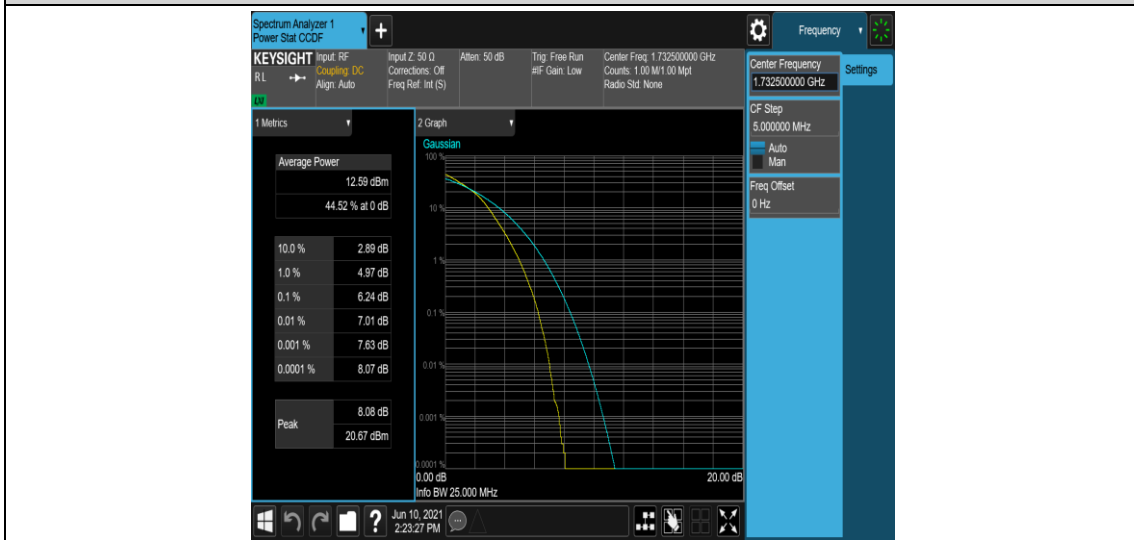 Spectrum Analyzer 1
Power Stat CCDF
+
Frequency
KEYSIGHT
RL
LXI
Input: RF
Coupling: DC
Align: Auto
Input Z: 50 Ω
Corrections: Off
Freq Ref: Int (S)
Atten: 50 dB
Trig: Free Run
#IF Gain: Low
Center Freq: 1.732500000 GHz
Counts: 1.00 M/1.00 Mpt
Radio Std: None
Center Frequency
1.732500000 GHz
Settings
CF Step
5.000000 MHz
Auto
Man
Freq Offset
0 Hz
1 Metrics
Average Power
12.59 dBm
44.52 % at 0 dB
10.0 % 2.89 dB
1.0 % 4.97 dB
0.1 % 6.24 dB
0.01 % 7.01 dB
0.001 % 7.63 dB
0.0001 % 8.07 dB
Peak
8.08 dB
20.67 dBm
2 Graph
Gaussian
100 %
10 %
1 %
0.1 %
0.01 %
0.001 %
0.0001 %
0.00 dB
20.00 dB
Info BW 25.000 MHz
?
Jun 10, 2021
2:23:27 PM